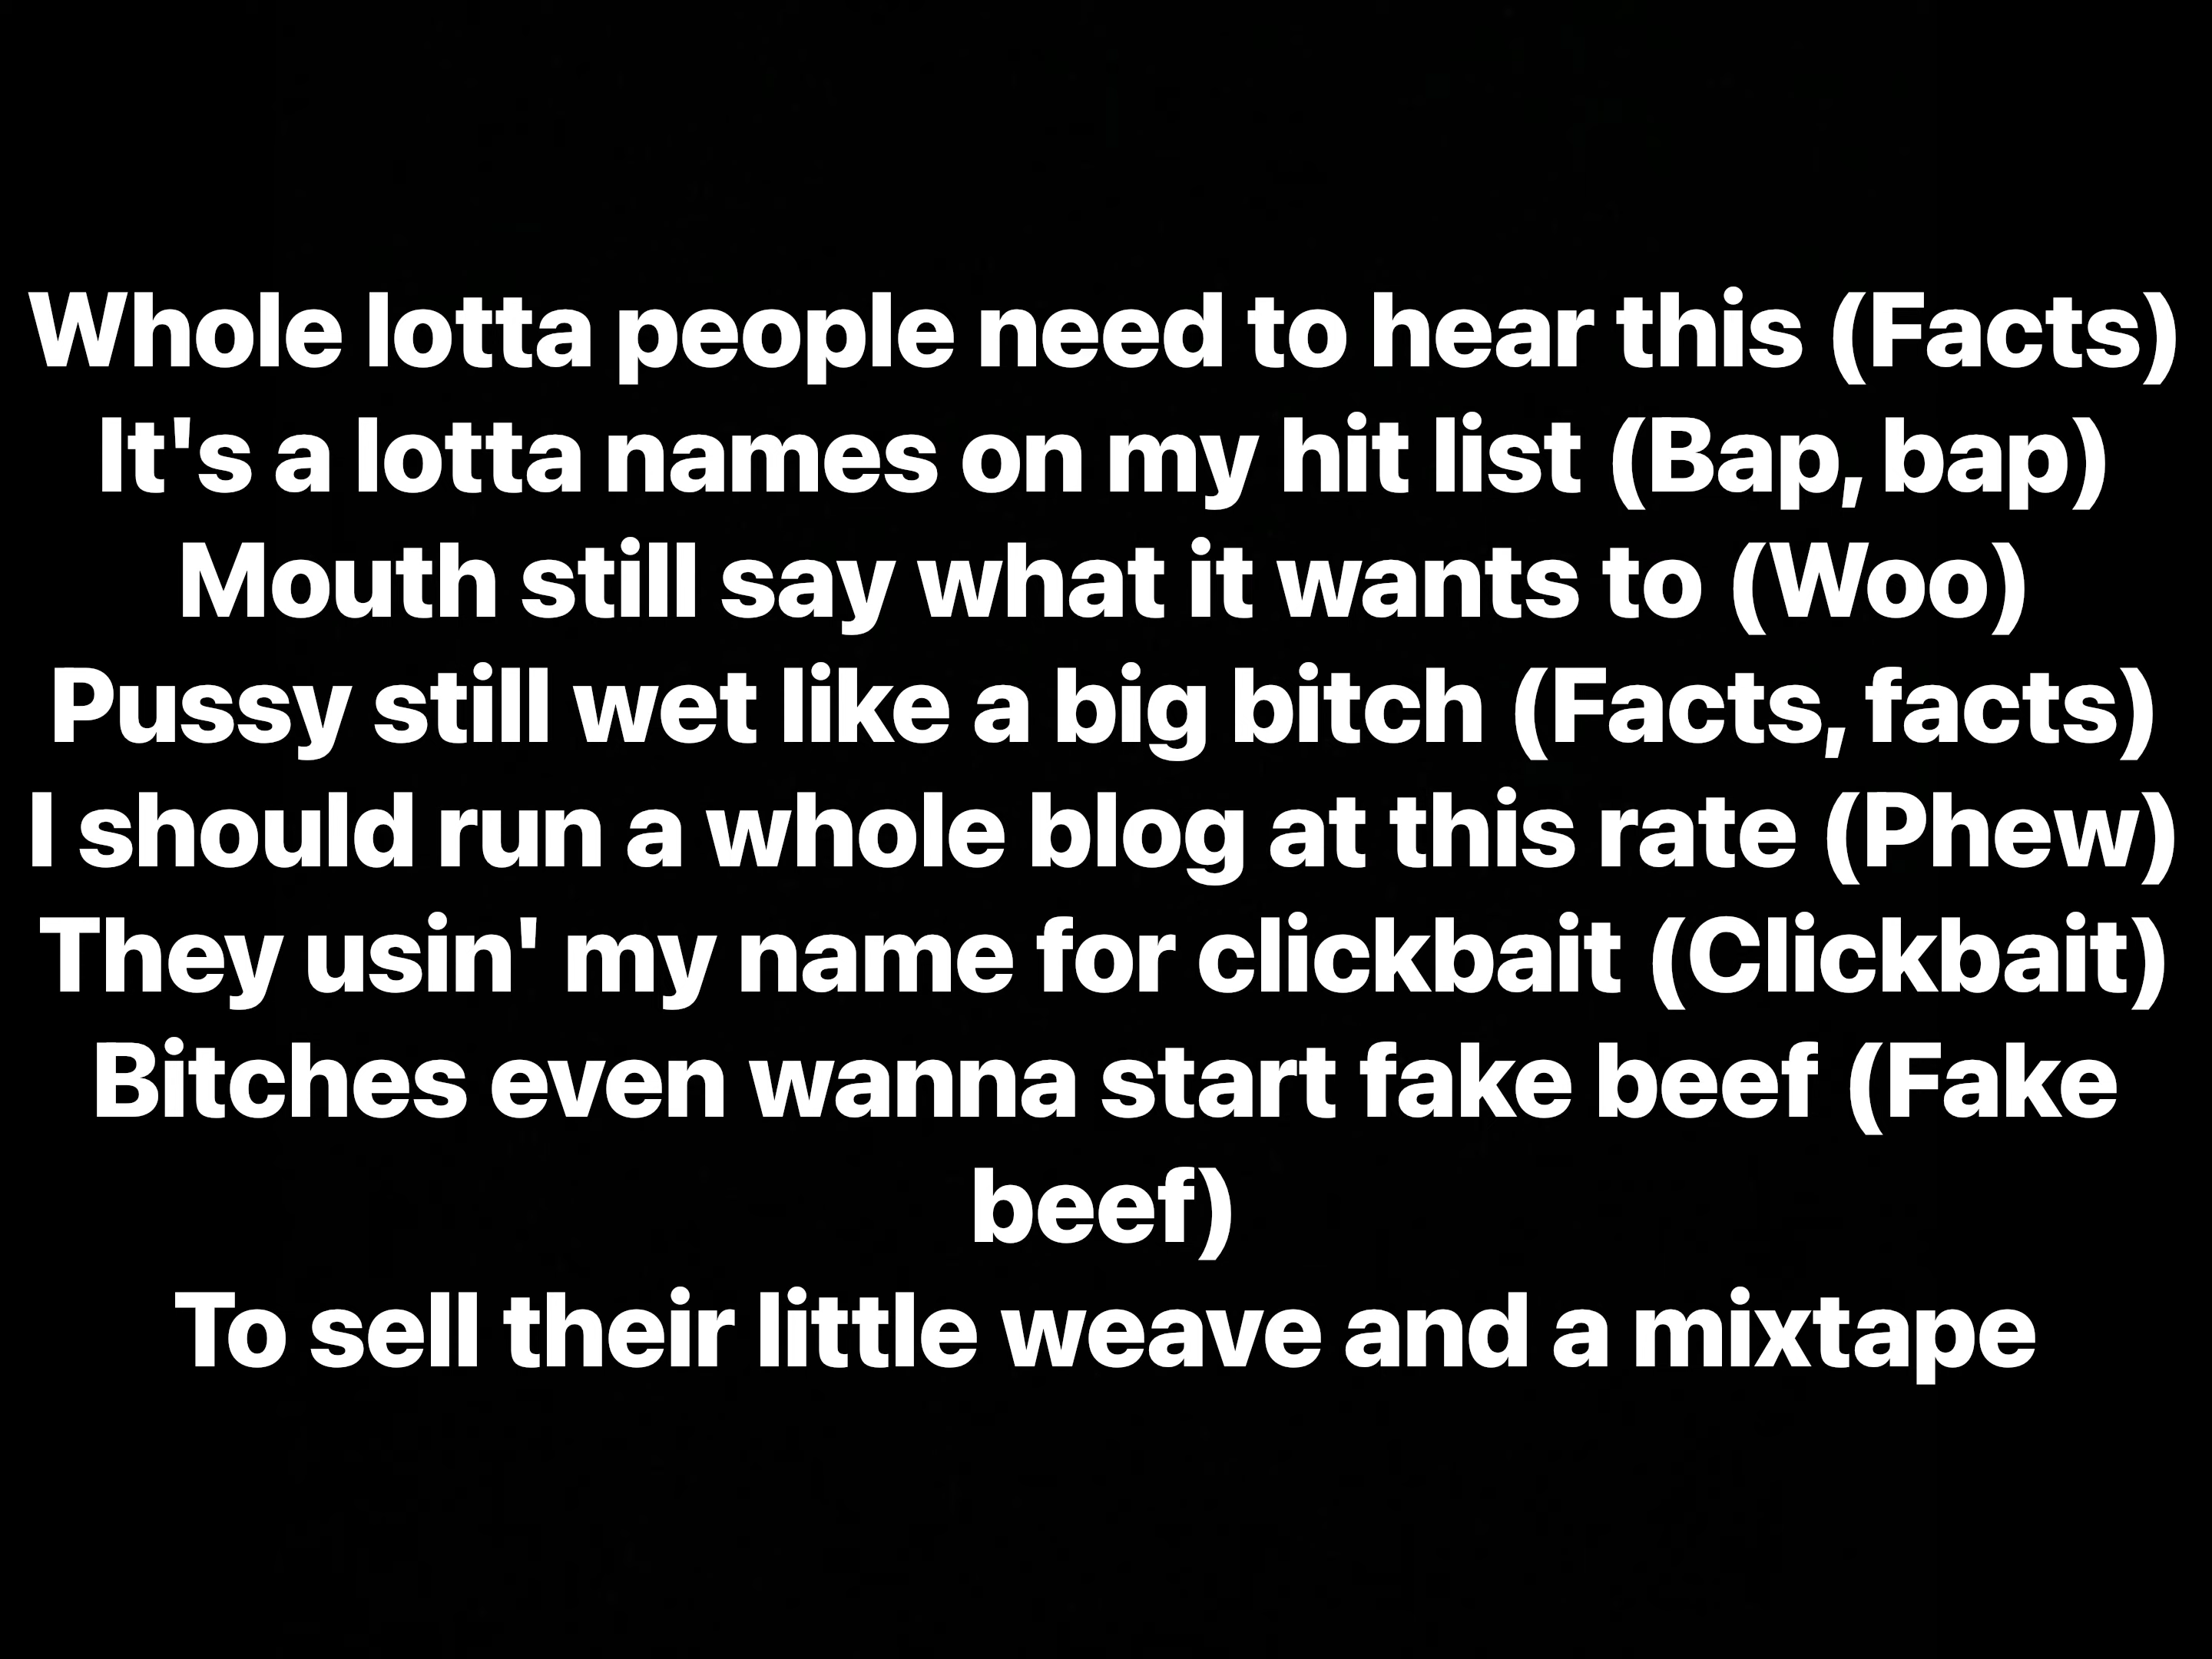 Whole lotta people need to hear this (Facts)
It's a lotta names on my hit list (Bap, bap)
Mouth still say what it wants to (Woo)
Pussy still wet like a big bitch (Facts, facts)
I should run a whole blog at this rate (Phew)
They usin' my name for clickbait (Clickbait)
Bitches even wanna start fake beef (Fake
beef)
To sell their little weave and a mixtape